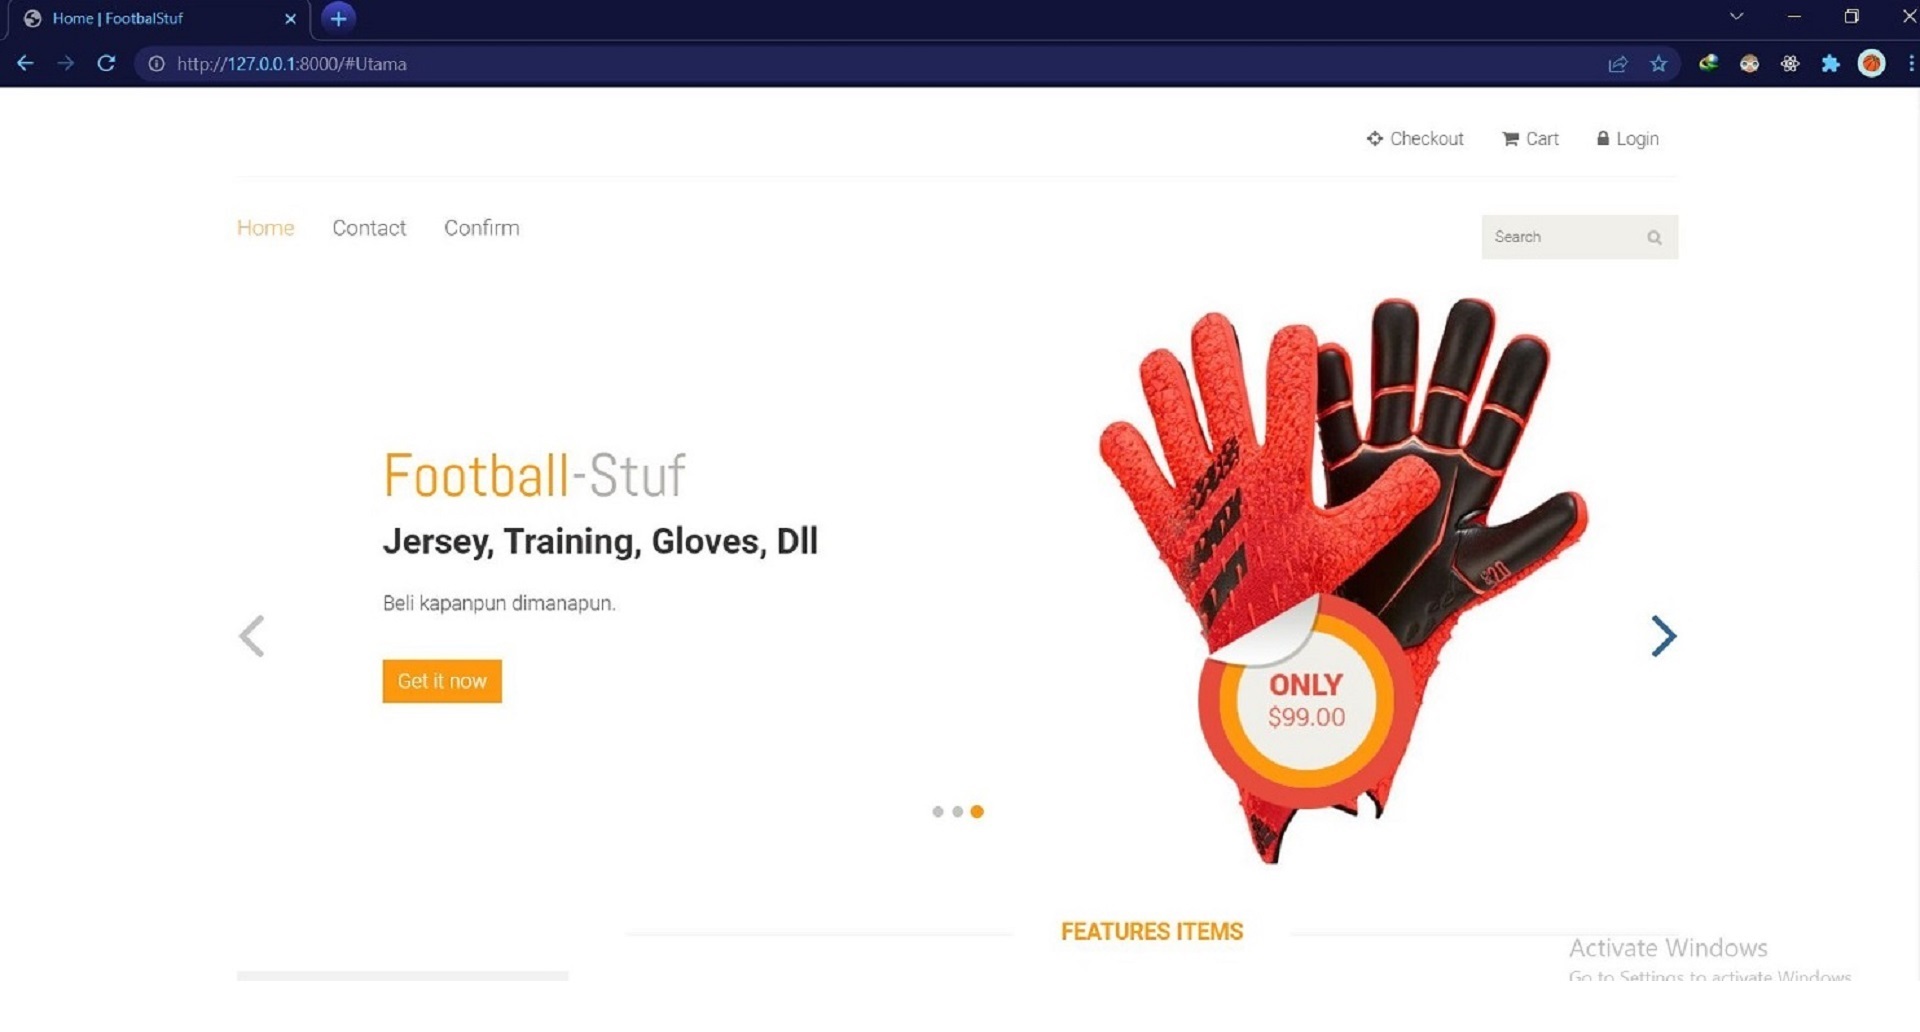 Home | FootbalStuf
http://127.0.0.1:8000/#Utama
Checkout Cart Login
Home Contact Confirm
Search
Football-Stuf
Jersey, Training, Gloves, Dll
Beli kapanpun dimanapun.
Get it now
ONLY
$99.00
FEATURES ITEMS
Activate Windows
Go to Settings to activate Windows